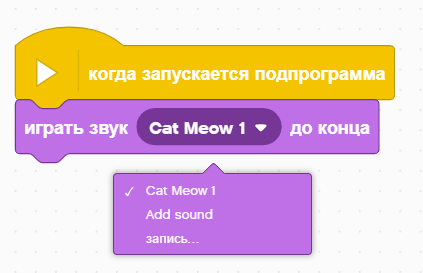 когда запускается подпрограмма
играть звук Cat Meow 1 до конца
Cat Meow 1
Add sound
запись...